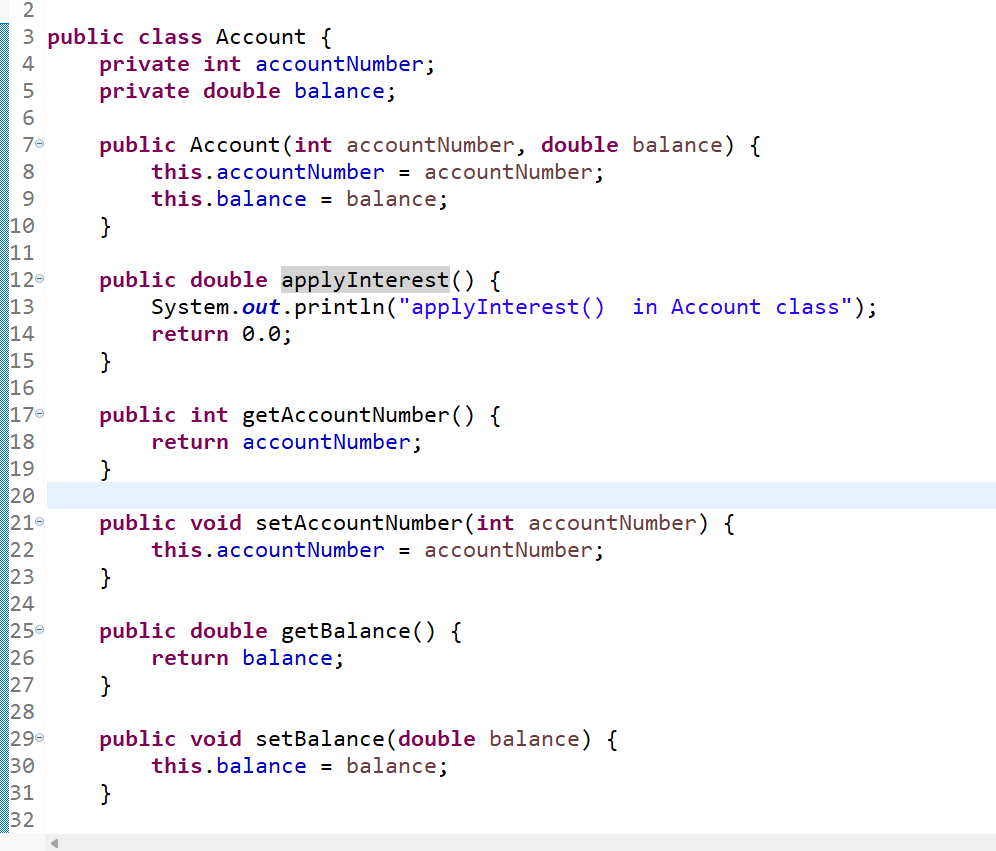 2
3 public class Account {
4     private int accountNumber;
5     private double balance;
6
7     public Account(int accountNumber, double balance) {
8         this.accountNumber = accountNumber;
9         this.balance = balance;
10     }
11
12     public double applyInterest() {
13         System.out.println("applyInterest()  in Account class");
14         return 0.0;
15     }
16
17     public int getAccountNumber() {
18         return accountNumber;
19     }
20
21     public void setAccountNumber(int accountNumber) {
22         this.accountNumber = accountNumber;
23     }
24
25     public double getBalance() {
26         return balance;
27     }
28
29     public void setBalance(double balance) {
30         this.balance = balance;
31     }
32